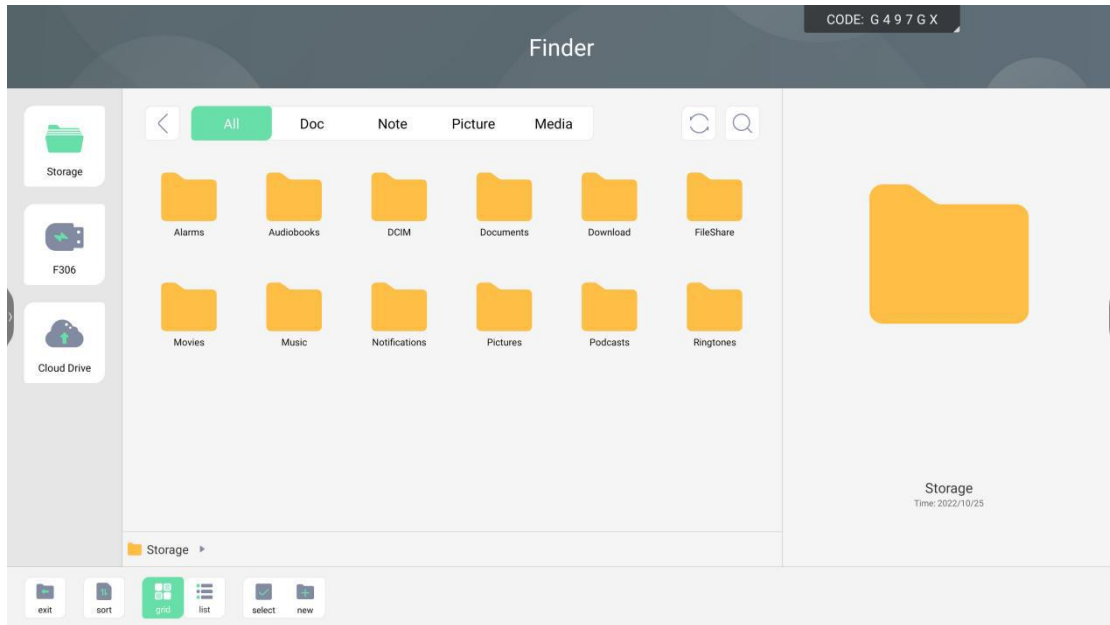 CODE: G 4 9 7 G X
Finder
Storage
F306
Cloud Drive
All Doc Note Picture Media
Alarms Audiobooks DCIM Documents Download FileShare
Movies Music Notifications Pictures Podcasts Ringtones
Storage
Time: 2022/10/25
Storage
exit sort grid list select new